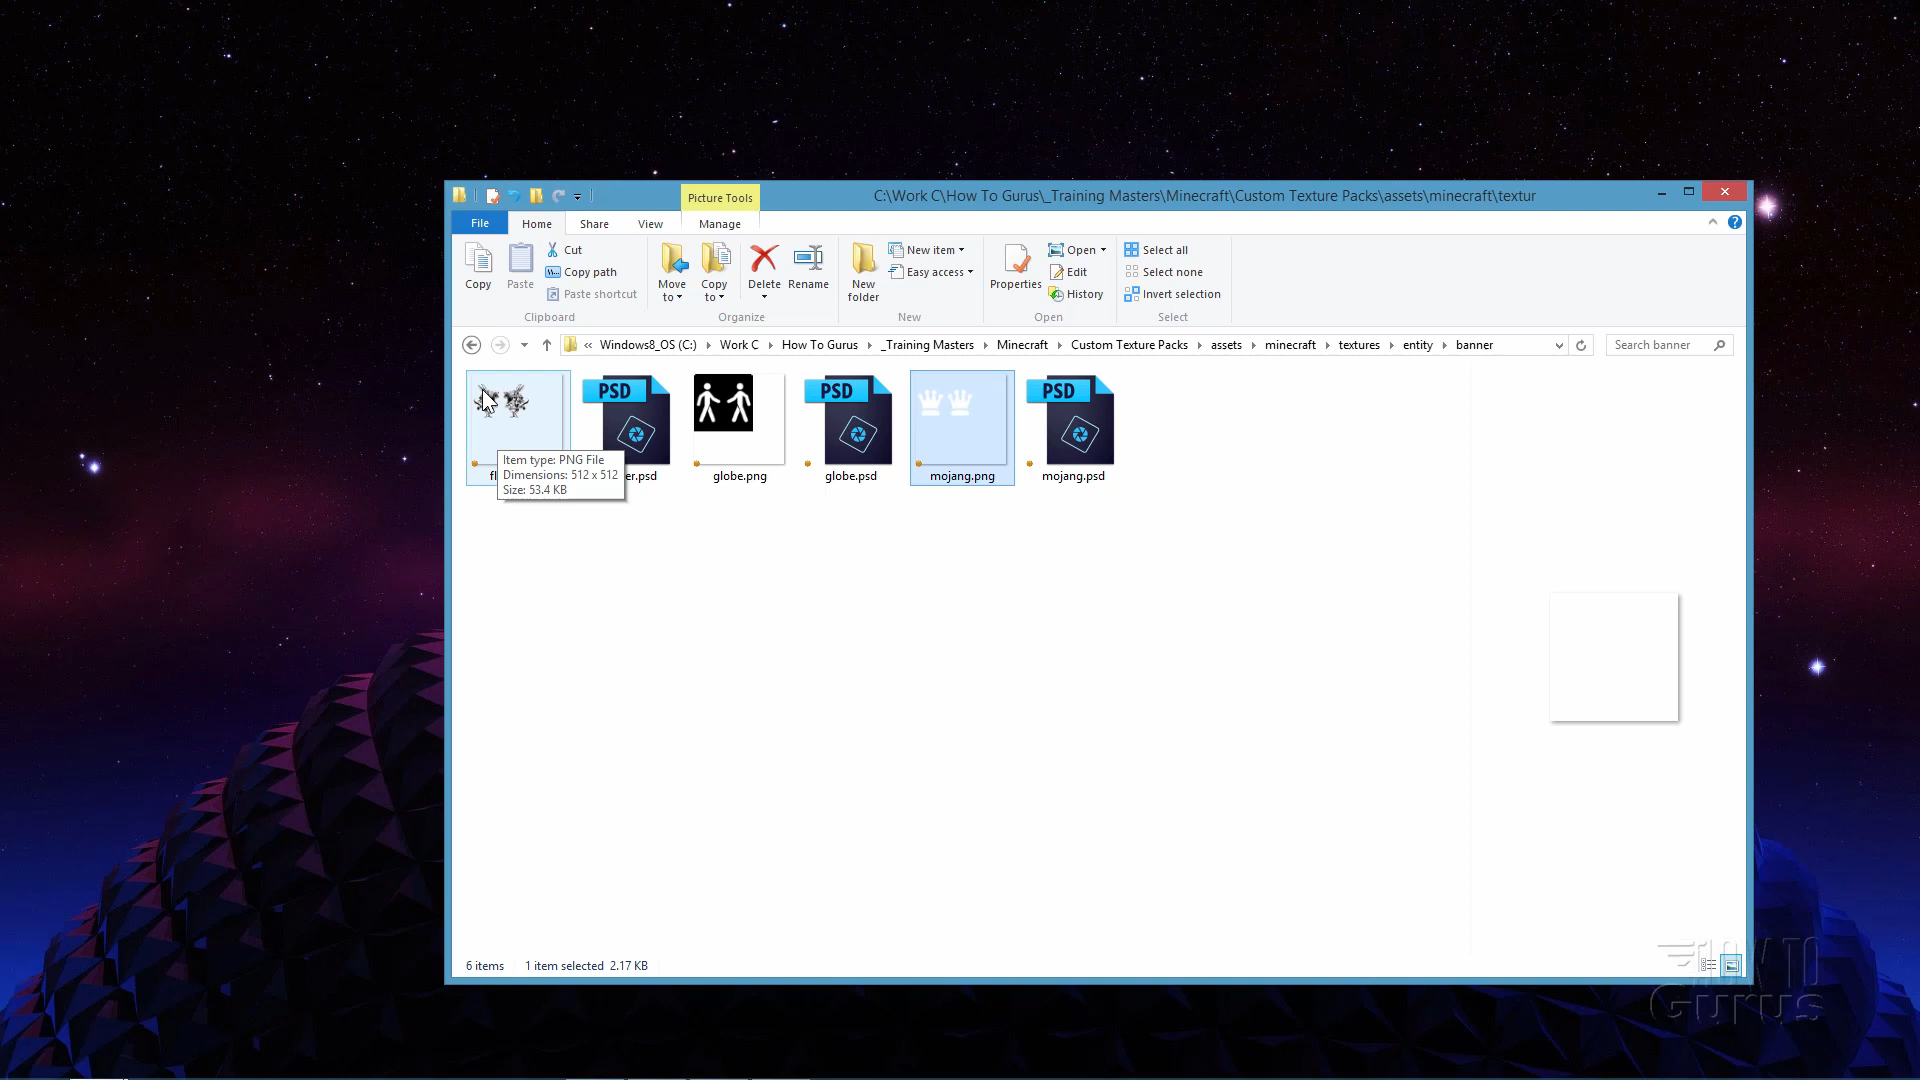 Picture Tools
C:\Work C\How To Gurus\_Training Masters\Minecraft\Custom Texture Packs\assets\minecraft\textur
File
Home
Share
View
Manage
Copy
Paste
Cut
Copy path
Paste shortcut
Clipboard
Move to
Copy to
Delete
Rename
Organize
New folder
New item
Easy access
New
Properties
Open
Edit
History
Open
Select all
Select none
Invert selection
Select
« Windows8_OS (C:) Work C How To Gurus _Training Masters Minecraft Custom Texture Packs assets minecraft textures entity banner
Search banner
PSD
PSD
PSD
er.psd
globe.png
globe.psd
mojang.png
mojang.psd
Item type: PNG File
Dimensions: 512 x 512
Size: 53.4 KB
6 items
1 item selected 2.17 KB
HOW TO
GURUS